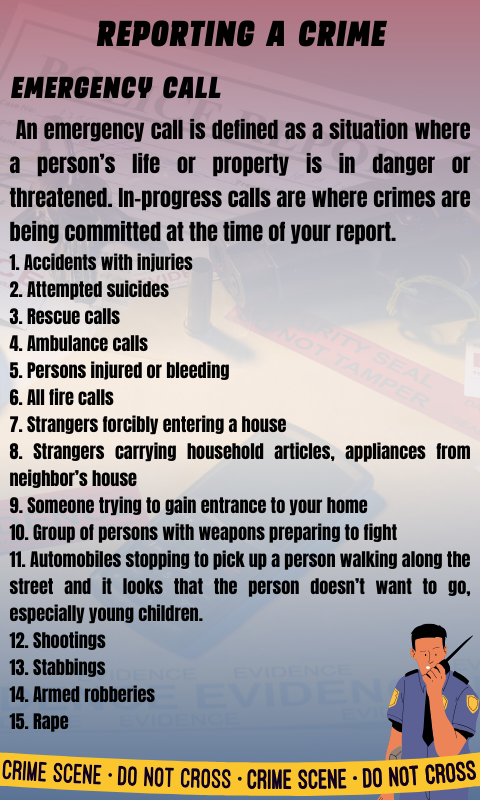 REPORTING A CRIME
EMERGENCY CALL
An emergency call is defined as a situation where
a person's life or property is in danger or
threatened. In-progress calls are where crimes are
being committed at the time of your report.
1. Accidents with injuries
2. Attempted suicides
3. Rescue calls
4. Ambulance calls
5. Persons injured or bleeding
6. All fire calls
7. Strangers forcibly entering a house
8. Strangers carrying household articles, appliances from
neighbor's house
9. Someone trying to gain entrance to your home
10. Group of persons with weapons preparing to fight
11. Automobiles stopping to pick up a person walking along the
street and it looks that the person doesn't want to go,
especially young children.
12. Shootings
13. Stabbings
14. Armed robberies
15. Rape
CRIME SCENE · DO NOT CROSS · CRIME SCENE · DO NOT CROSS
POLICE REPORT
SEAL
NOT TAMPER
EVIDENCE
EVIDENCE